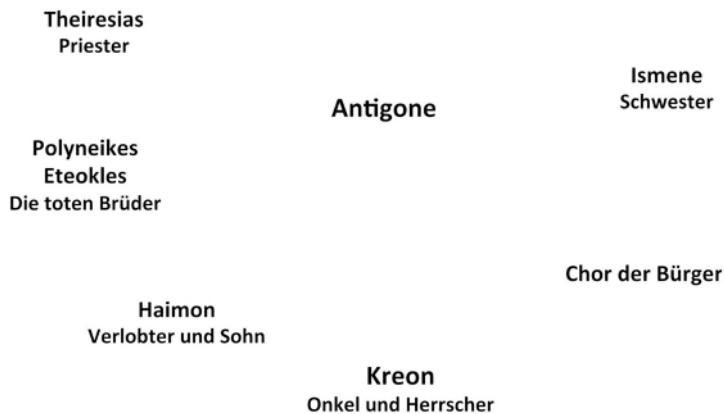 Theiresias
Priester
Ismene
Schwester
Antigone
Polyneikes
Eteokles
Die toten Brüder
Chor der Bürger
Haimon
Verlobter und Sohn
Kreon
Onkel und Herrscher